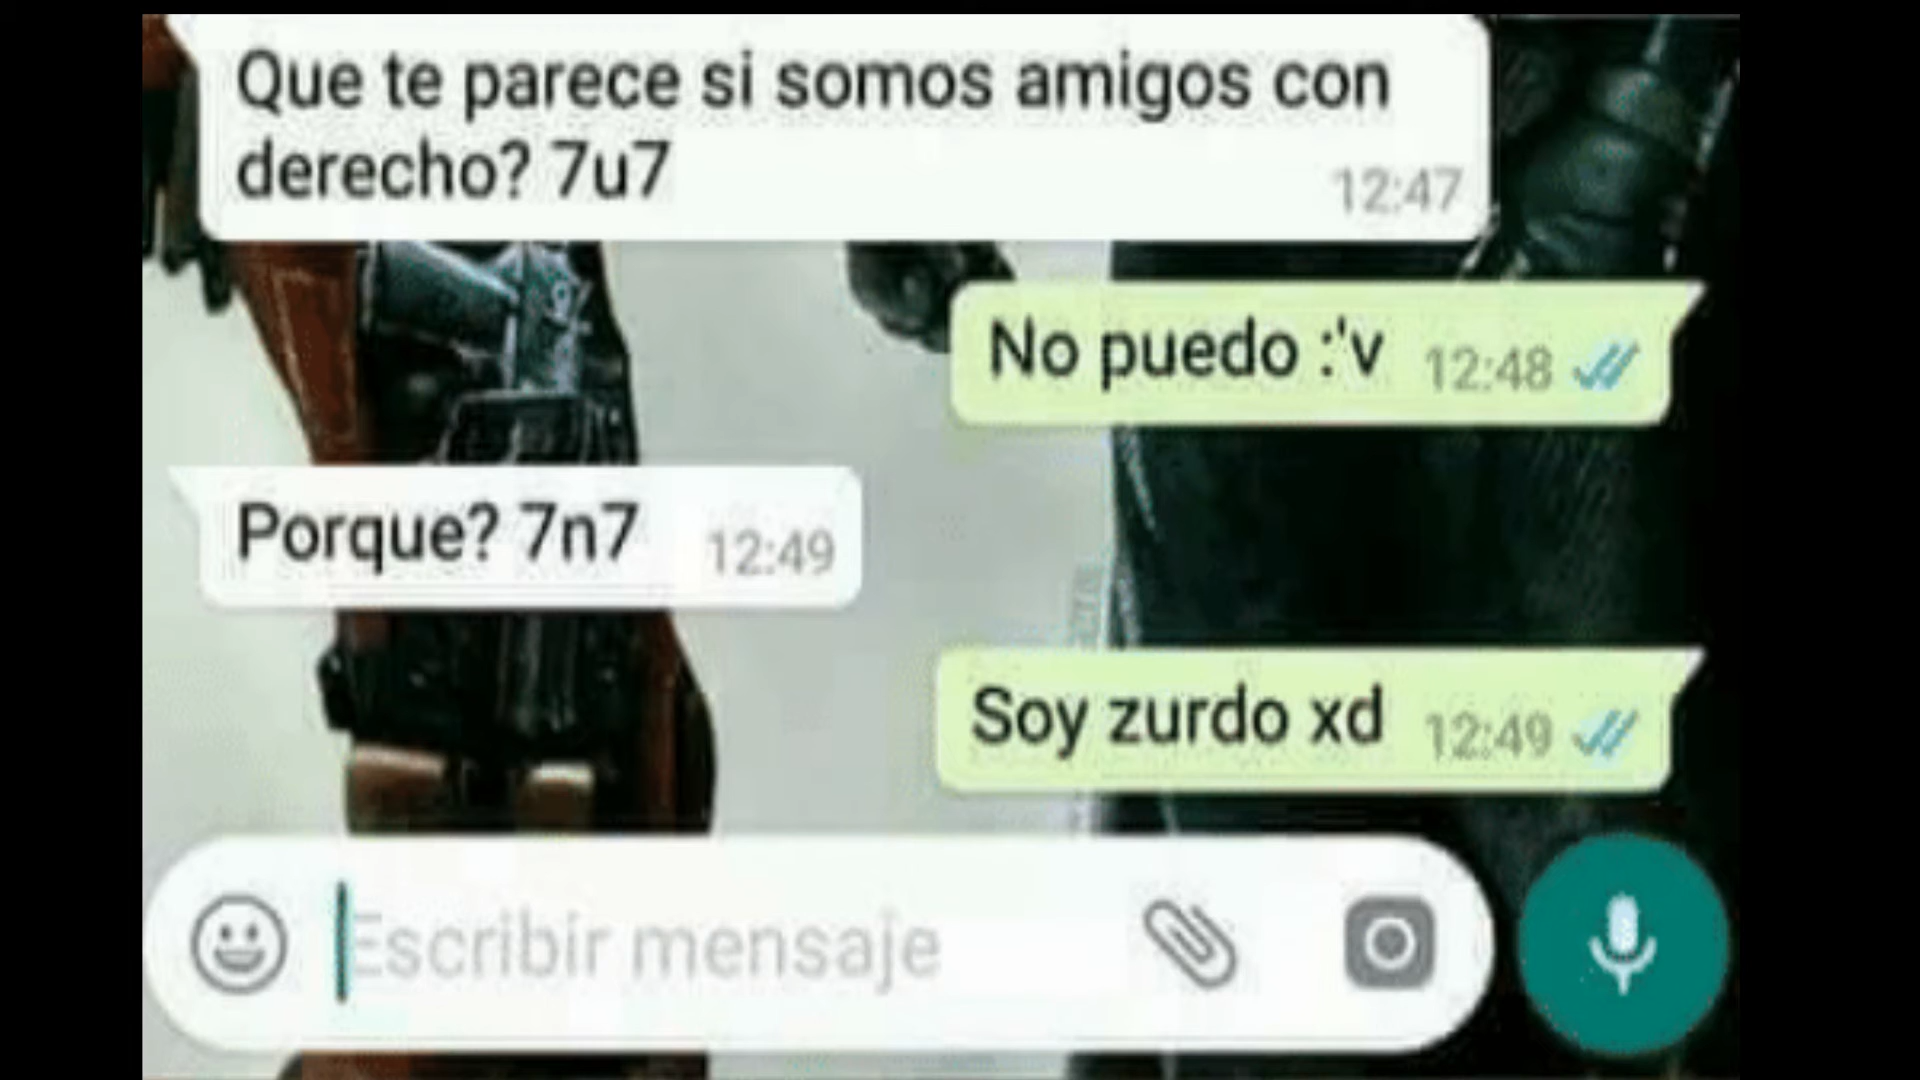 Que te parece si somos amigos con
derecho? 7u7
12:47
No puedo :'v 12:48
Porque? 7n7 12:49
Soy zurdo xd 12:49
Escribir mensaje